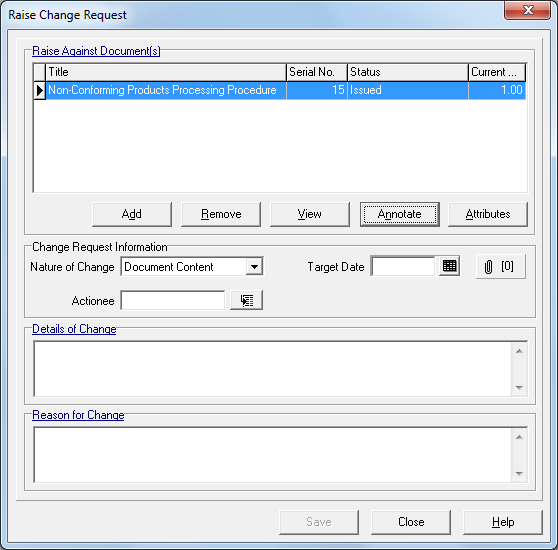 Raise Change Request
Raise Against Document(s)
Title Serial No. Status Current ...
Non-Conforming Products Processing Procedure 15 Issued 1.00
Add Remove View Annotate Attributes
Change Request Information
Nature of Change Document Content Target Date [0]
Actionee
Details of Change
Reason for Change
Save Close Help